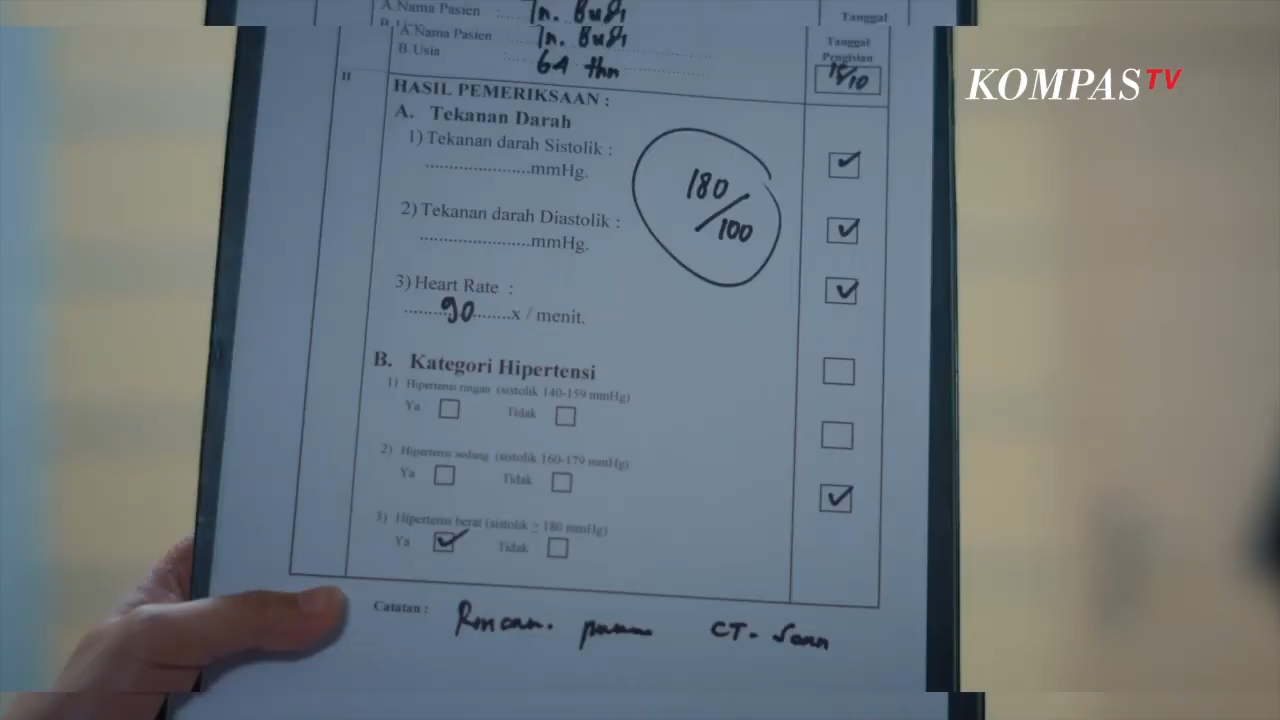 A. Nama Pasien : Tn. Budi
Tanggal
A. Nama Pasien Tn. Budi
B. Usia 64 thn
Tanggal
Pengisian
15/10
KOMPAS TV
II
HASIL PEMERIKSAAN :
A. Tekanan Darah
1) Tekanan darah Sistolik :
......................mmHg.
180/100
2) Tekanan darah Diastolik :
.......................mmHg.
3) Heart Rate :
........90........x / menit.
B. Kategori Hipertensi
1) Hipertensi ringan (sistolik 140-159 mmHg)
Ya Tidak
2) Hipertensi sedang (sistolik 160-179 mmHg)
Ya Tidak
3) Hipertensi berat (sistolik ≥ 180 mmHg)
Ya Tidak
Catatan : CT- Scan